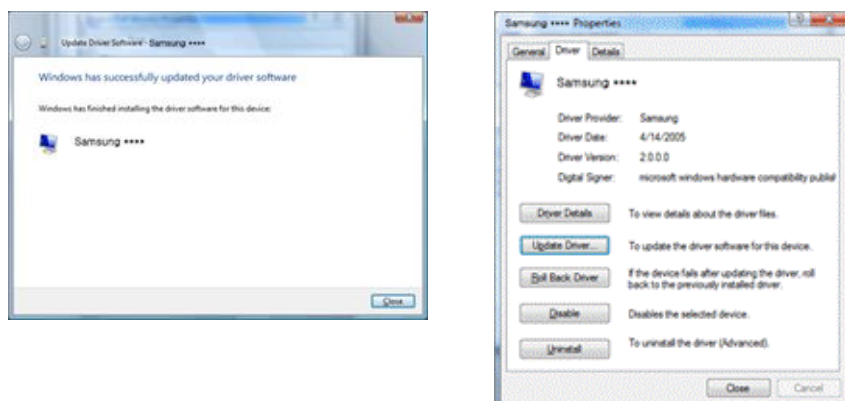 Update Driver Software - Samsung ****
Windows has successfully updated your driver software
Windows has finished installing the driver software for this device:
Samsung ****
Close
Samsung **** Properties
General Driver Details
Samsung ****
Driver Provider: Samsung
Driver Date: 4/14/2005
Driver Version: 2.0.0.0
Digital Signer: microsoft windows hardware compatibility publist
Driver Details To view details about the driver files.
Update Driver... To update the driver software for this device.
Roll Back Driver If the device fails after updating the driver, roll
back to the previously installed driver.
Disable Disables the selected device.
Uninstall To uninstall the driver (Advanced).
Close Cancel